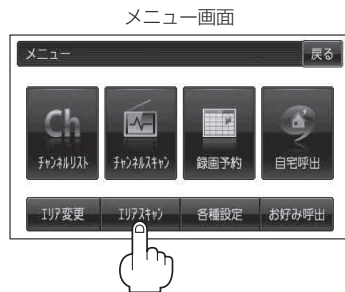 メニュー画面
メニュー 戻る
Ch
ﾁｬﾝﾈﾙﾘｽﾄ ﾁｬﾝﾈﾙｽｷｬﾝ 録画予約 自宅呼出
ｴﾘｱ変更 ｴﾘｱｽｷｬﾝ 各種設定 お好み呼出